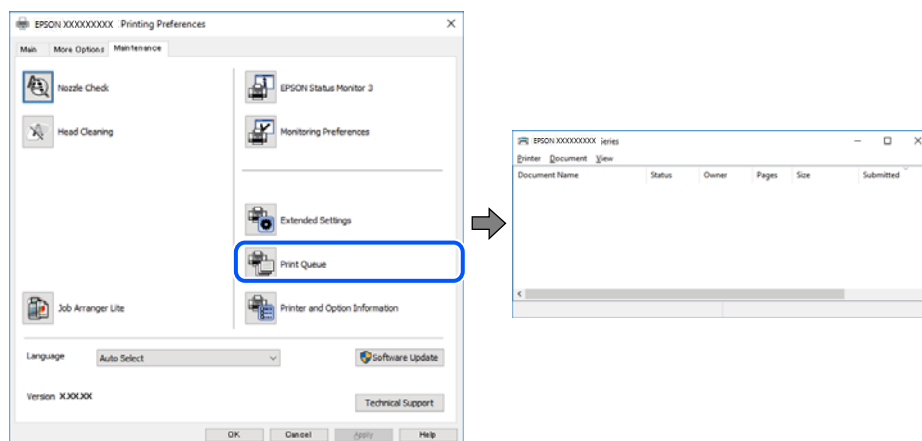 EPSON XXXXXXXXX Printing Preferences
Main More Options Maintenance
Nozzle Check
EPSON Status Monitor 3
Head Cleaning
Monitoring Preferences
Extended Settings
Print Queue
Job Arranger Lite
Printer and Option Information
Language Auto Select
Software Update
Version X.XX.XX
Technical Support
OK Cancel Apply Help
EPSON XXXXXXXXX ieries
Printer Document View
Document Name Status Owner Pages Size Submitted